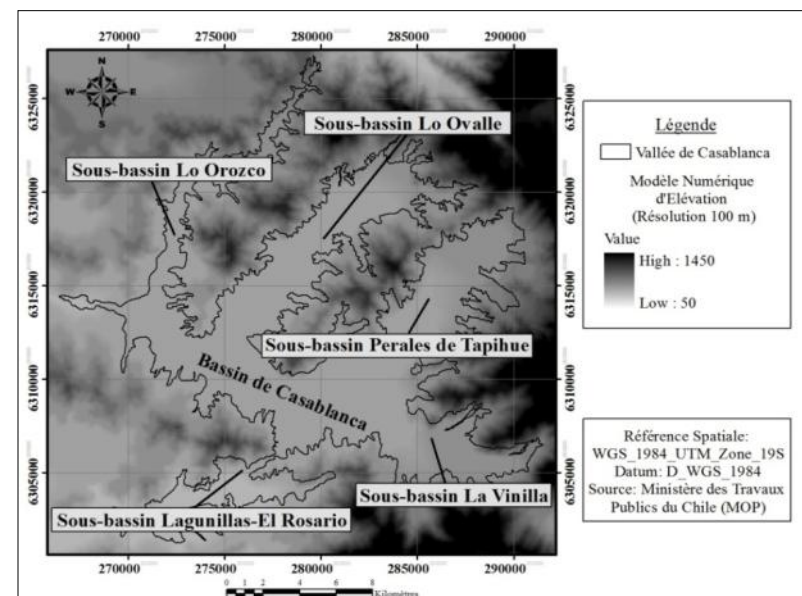 270000 275000 280000 285000 290000
N
W E
S
6325000
6320000
6315000
6310000
6305000
Sous-bassin Lo Ovalle
Sous-bassin Lo Orozco
Sous-bassin Perales de Tapihue
Bassin de Casablanca
Sous-bassin La Vinilla
Sous-bassin Lagunillas-El Rosario
6325000
6320000
6315000
6310000
6305000
270000 275000 280000 285000 290000
0 1 2 4 6 8
Kilomètres
Légende
Vallée de Casablanca
Modèle Numérique
d'Elévation
(Résolution 100 m)
Value
High : 1450
Low : 50
Référence Spatiale:
WGS_1984_UTM_Zone_19S
Datum: D_WGS_1984
Source: Ministère des Travaux
Publics du Chile (MOP)